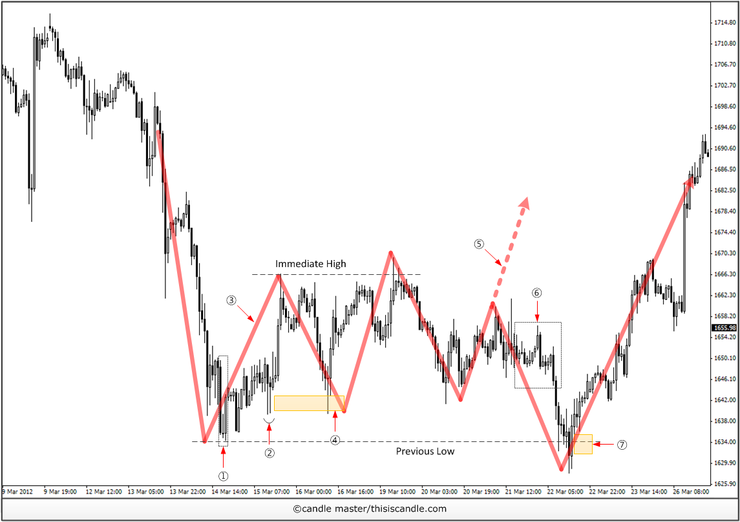 1714.80
1710.80
1706.70
1702.70
1698.60
1694.60
1690.60
1686.50
1682.50
1678.40
1674.40
1670.30
1666.30
1662.30
1658.20
1655.98
1654.20
1650.10
1646.10
1642.00
1638.00
1634.00
1629.90
1625.90
Immediate High
Previous Low
①
②
③
④
⑤
⑥
⑦
9 Mar 2012
9 Mar 19:00
12 Mar 12:00
13 Mar 05:00
13 Mar 22:00
14 Mar 14:00
15 Mar 07:00
16 Mar 00:00
16 Mar 16:00
19 Mar 10:00
20 Mar 03:00
20 Mar 19:00
21 Mar 12:00
22 Mar 05:00
22 Mar 22:00
23 Mar 14:00
26 Mar 08:00
©candle master/thisiscandle.com